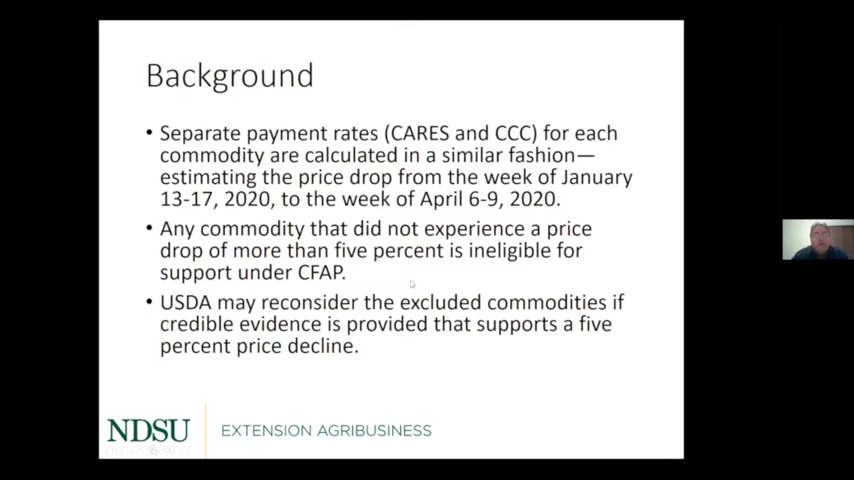 Background
• Separate payment rates (CARES and CCC) for each
commodity are calculated in a similar fashion—
estimating the price drop from the week of January
13-17, 2020, to the week of April 6-9, 2020.
• Any commodity that did not experience a price
drop of more than five percent is ineligible for
support under CFAP.
• USDA may reconsider the excluded commodities if
credible evidence is provided that supports a five
percent price decline.
NDSU EXTENSION AGRIBUSINESS